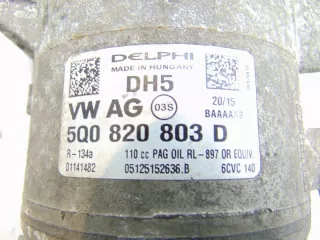 DELPHI
MADE IN HUNGARY
DH5
VW AG 03S 20/15
BAAAAXB
5Q0 820 803 D
R-134a 110 cc PAG OIL RL-897 OR EQUIV.
01141482 05125152636.B 6CVC 140